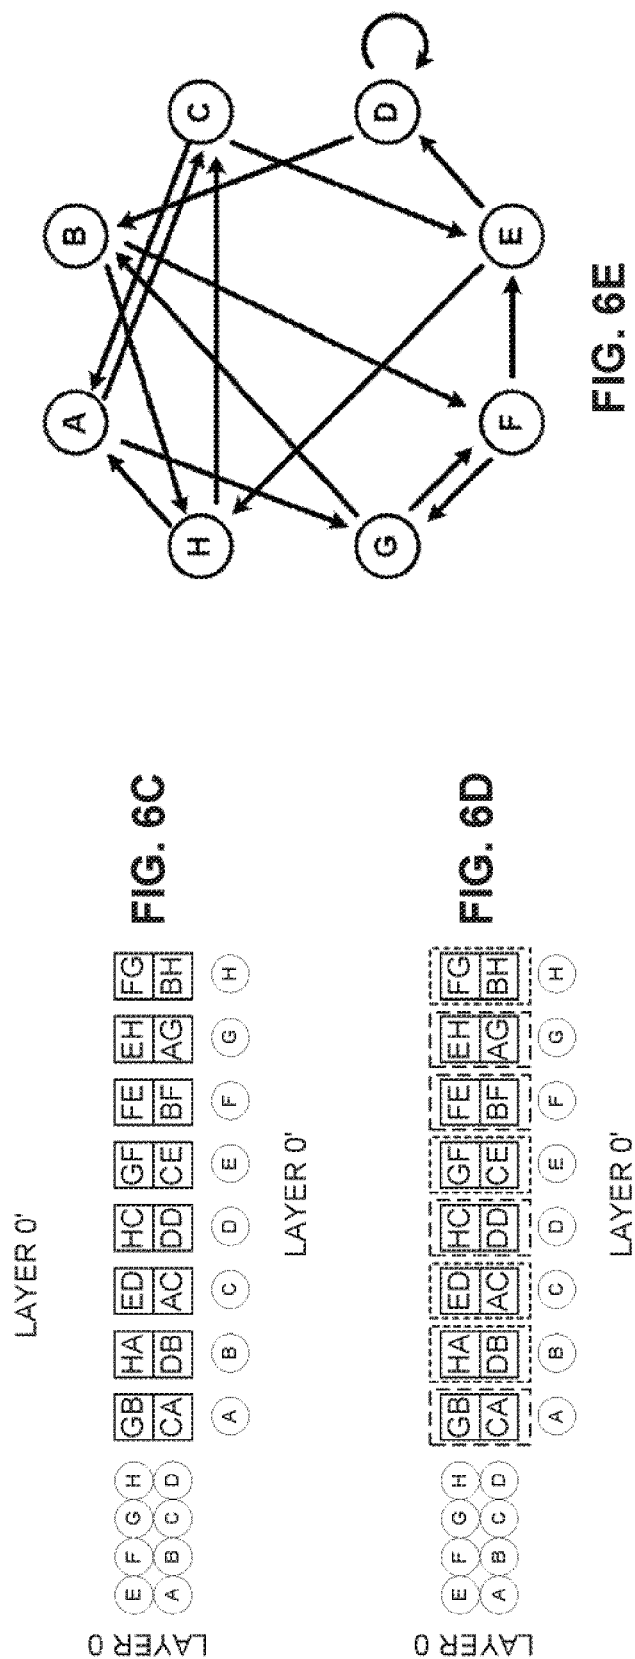 LAYER 0'
LAYER 0
E F G H
A B C D
GB HA ED HC GF FE EH FG
CA DB AC DD CE BF AG BH
A B C D E F G H
FIG. 6C
LAYER 0'
LAYER 0
E F G H
A B C D
GB HA ED HC GF FE EH FG
CA DB AC DD CE BF AG BH
A B C D E F G H
FIG. 6D
LAYER 0'
A
B
C
D
E
F
G
H
FIG. 6E